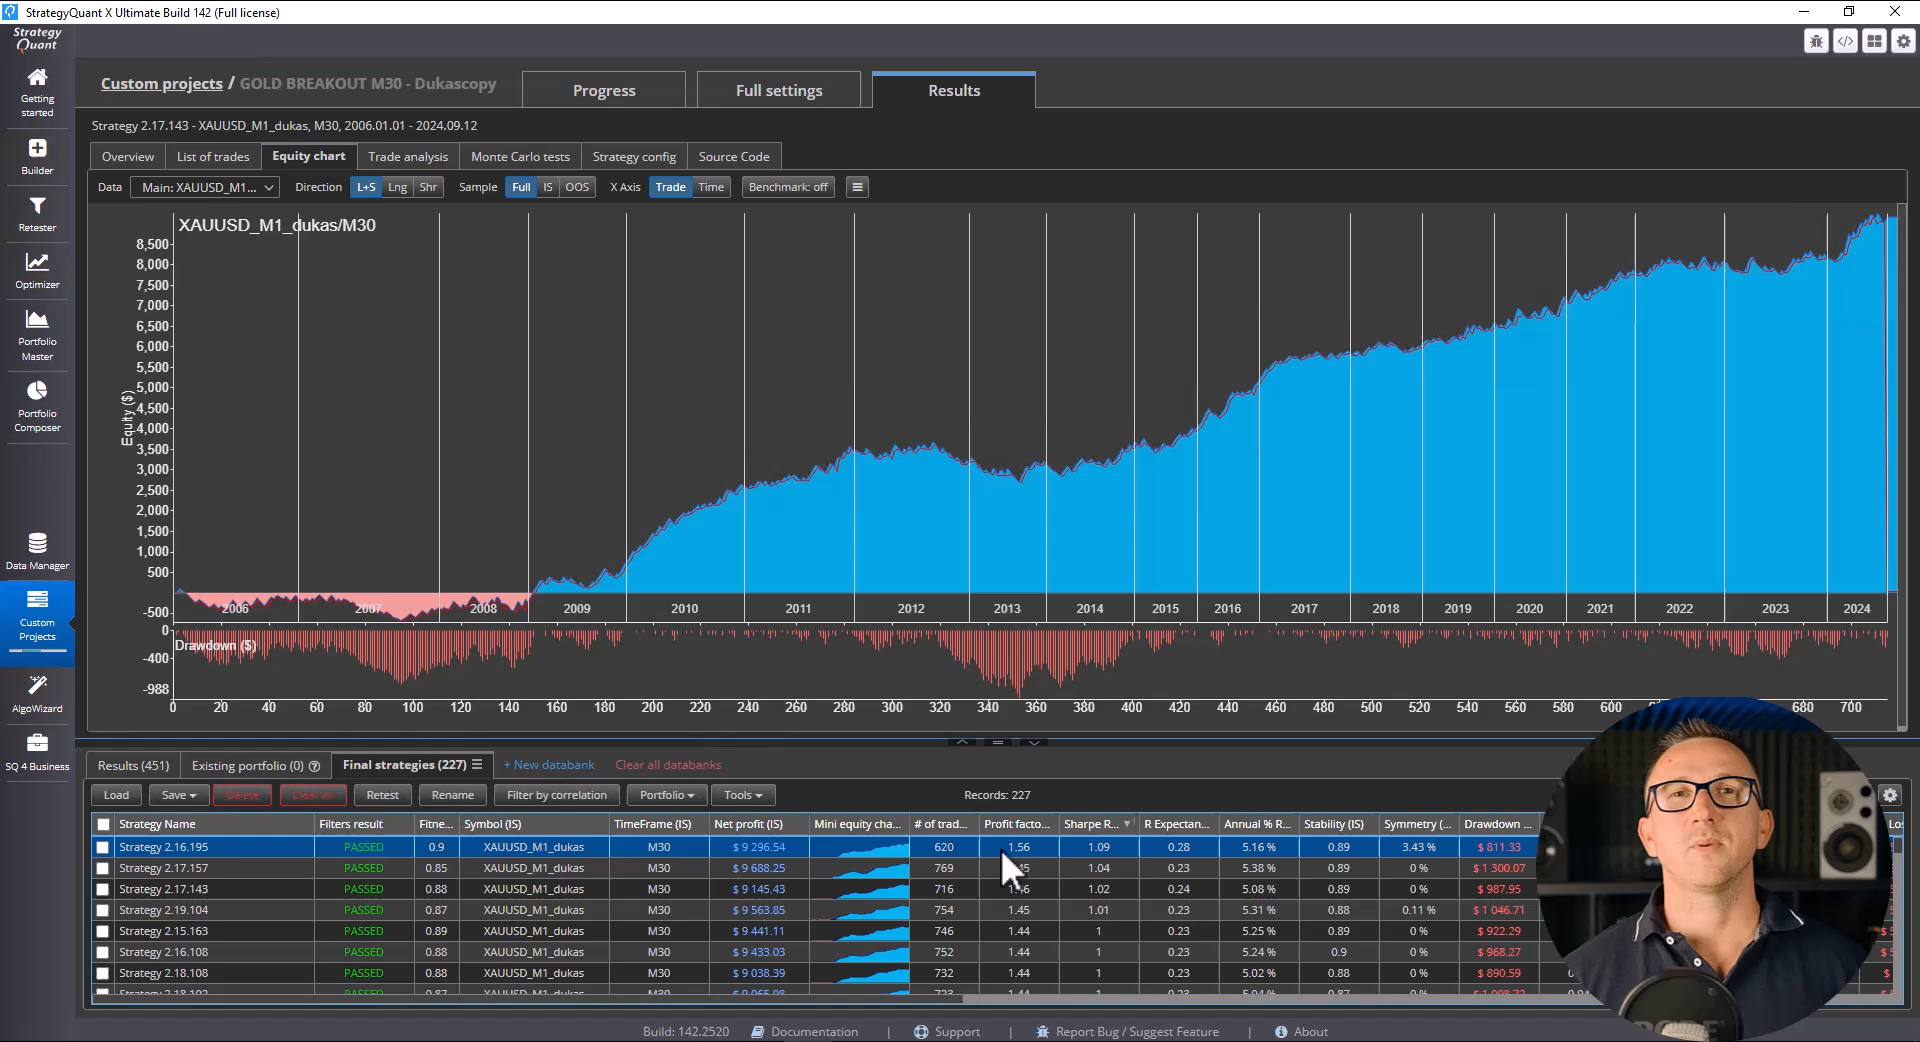 StrategyQuant X Ultimate Build 142 (Full license)
Strategy
Quant
Getting
started
Builder
Retester
Optimizer
Portfolio
Master
Portfolio
Composer
Data Manager
Custom
Projects
AlgoWizard
SQ 4 Business
Custom projects / GOLD BREAKOUT M30 - Dukascopy
Progress
Full settings
Results
Strategy 2.17.143 - XAUUSD_M1_dukas, M30, 2006.01.01 - 2024.09.12
Overview
List of trades
Equity chart
Trade analysis
Monte Carlo tests
Strategy config
Source Code
Data Main: XAUUSD_M1... Direction L+S Lng Shr Sample Full IS OOS X Axis Trade Time Benchmark: off
XAUUSD_M1_dukas/M30
Equity ($)
8,500
8,000
7,500
7,000
6,500
6,000
5,500
5,000
4,500
4,000
3,500
3,000
2,500
2,000
1,500
1,000
500
-500
2006 2007 2008 2009 2010 2011 2012 2013 2014 2015 2016 2017 2018 2019 2020 2021 2022 2023 2024
0
Drawdown ($)
-400
-988
0 20 40 60 80 100 120 140 160 180 200 220 240 260 280 300 320 340 360 380 400 420 440 460 480 500 520 540 560 580 600 680 700
Results (451) Existing portfolio (0) Final strategies (227) + New databank Clear all databanks
Load Save Delete Clear all Retest Rename Filter by correlation Portfolio Tools Records: 227
Strategy Name Filters result Fitne... Symbol (IS) TimeFrame (IS) Net profit (IS) Mini equity cha... # of trad... Profit facto... Sharpe R... R Expectan... Annual % R... Stability (IS) Symmetry (... Drawdown ...
Strategy 2.16.195 PASSED 0.9 XAUUSD_M1_dukas M30 $ 9 296.54 620 1.56 1.09 0.28 5.16 % 0.89 3.43 % $ 811.33
Strategy 2.17.157 PASSED 0.85 XAUUSD_M1_dukas M30 $ 9 688.25 769 1.04 0.23 5.38 % 0.89 0 % $ 1 300.07
Strategy 2.17.143 PASSED 0.88 XAUUSD_M1_dukas M30 $ 9 145.43 716 1.02 0.24 5.08 % 0.89 0 % $ 987.95
Strategy 2.19.104 PASSED 0.87 XAUUSD_M1_dukas M30 $ 9 563.85 754 1.45 1.01 0.23 5.31 % 0.88 0.11 % $ 1 046.71
Strategy 2.15.163 PASSED 0.89 XAUUSD_M1_dukas M30 $ 9 441.11 746 1.44 1 0.23 5.25 % 0.89 0 % $ 922.29
Strategy 2.16.108 PASSED 0.88 XAUUSD_M1_dukas M30 $ 9 433.03 752 1.44 1 0.23 5.24 % 0.9 0 % $ 968.27
Strategy 2.18.108 PASSED 0.88 XAUUSD_M1_dukas M30 $ 9 038.39 732 1.44 1 0.23 5.02 % 0.88 0 % $ 890.59
Build: 142.2520 Documentation | Support | Report Bug / Suggest Feature | About